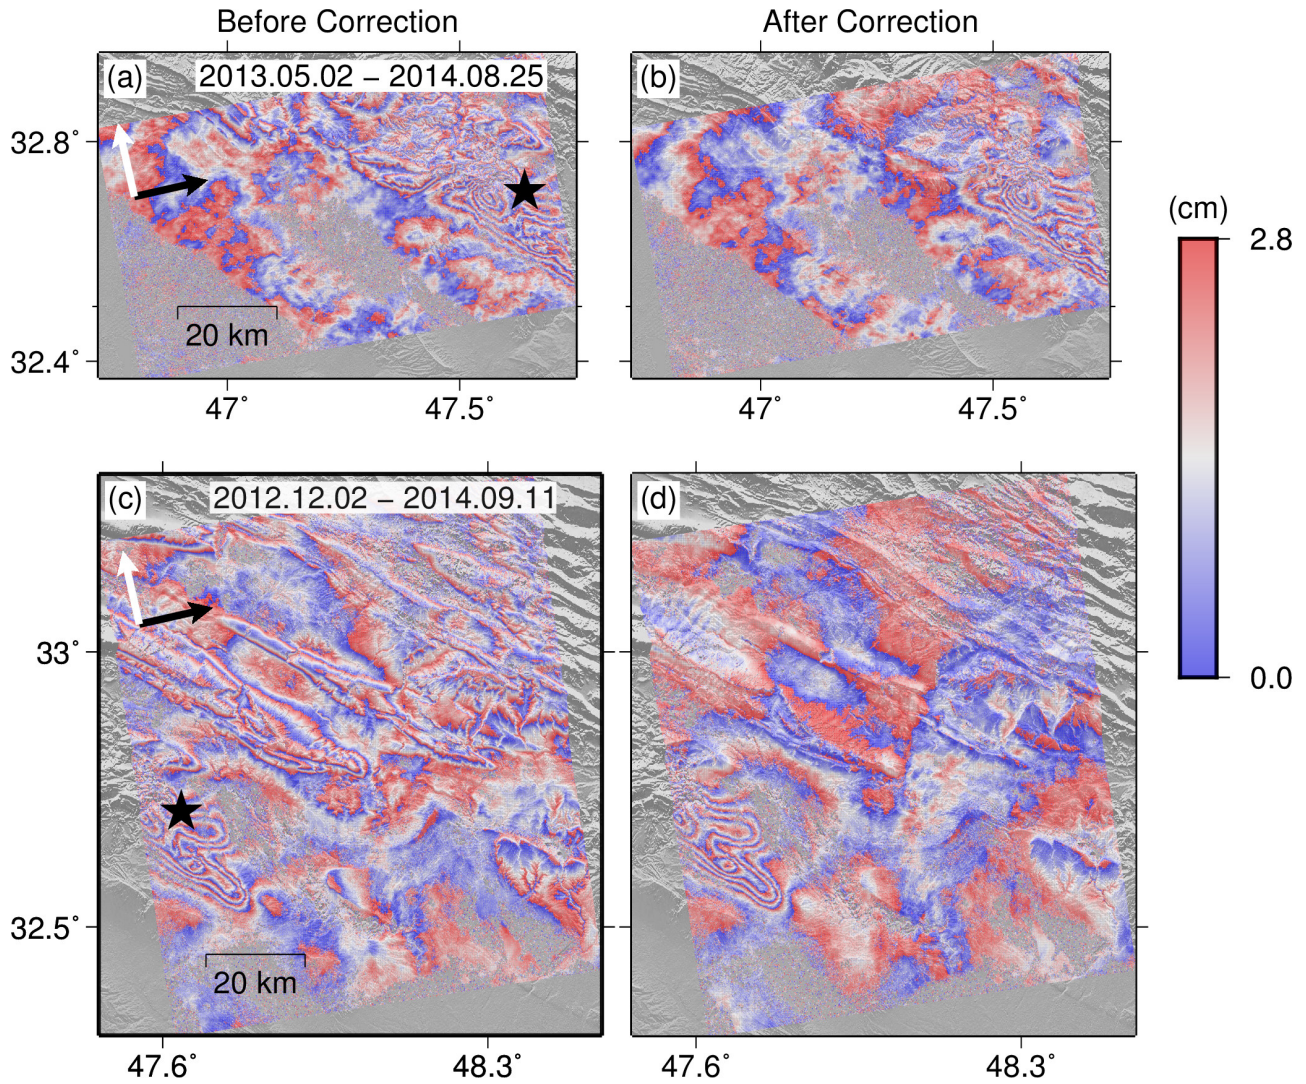 Before Correction
After Correction
(a)
2013.05.02 – 2014.08.25
(b)
32.8°
32.4°
20 km
47°
47.5°
47°
47.5°
(cm)
2.8
0.0
(c)
2012.12.02 – 2014.09.11
(d)
33°
32.5°
20 km
47.6°
48.3°
47.6°
48.3°